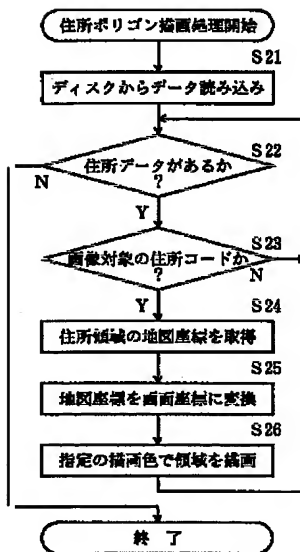 住所ポリゴン描画処理開始
S21
ディスクからデータ読み込み
S22
住所データがあるか
?
N
Y
S23
画像対象の住所コードか
?
N
Y
S24
住所領域の地図座標を取得
S25
地図座標を画面座標に変換
S26
指定の描画色で領域を描画
終了